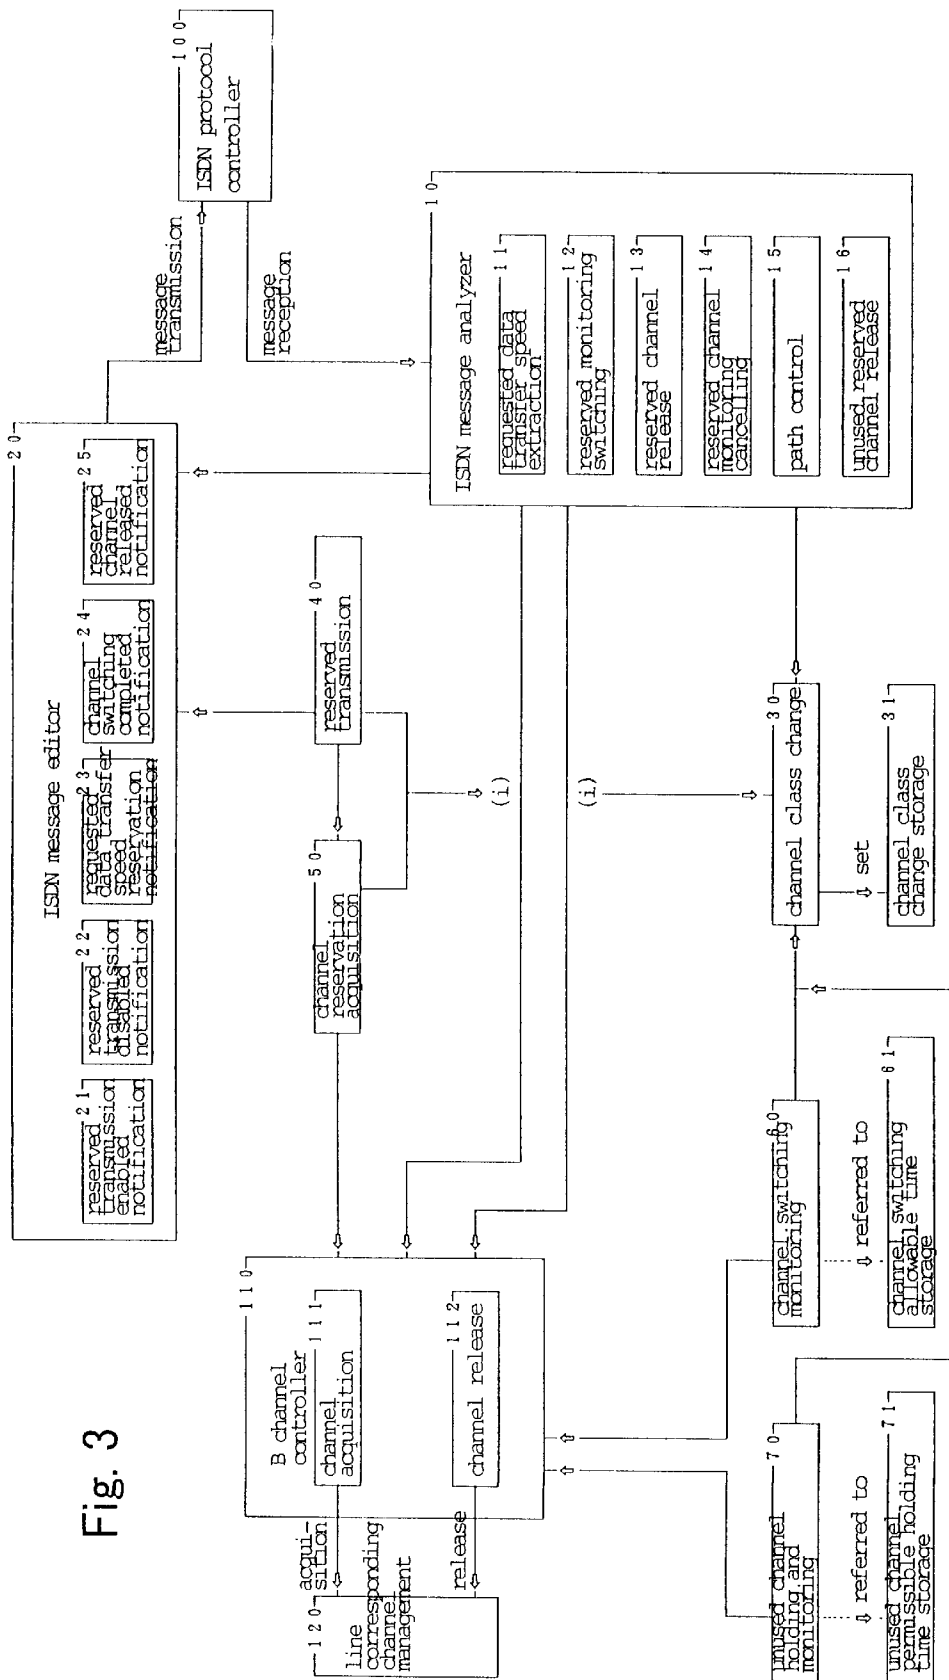 Fig. 3
ISDN message editor
20
reserved
transmission
enabled
notification
21
reserved
transmission
disabled
notification
22
requested
data transfer
speed
reservation
notification
23
channel
switching
completed
notification
24
reserved
channel
released
notification
25
message
transmission
message
reception
ISDN protocol
controller
100
120
line
corresponding
channel
management
acqui-
sition
release
B channel
controller
110
channel
acquisition
111
channel release
112
channel
reservation
acquisition
50
reserved
transmission
40
(i)
(i)
ISDN message analyzer
10
requested data
transfer speed
extraction
11
reserved monitoring
switching
12
reserved channel
release
13
reserved channel
monitoring
cancelling
14
path control
15
unused reserved
channel release
16
unused channel
holding and
monitoring
70
referred to
unused channel
permissible holding
time storage
71
channel switching
monitoring
60
referred to
channel switching
allowable time
storage
61
channel class change
30
set
channel class
change storage
31